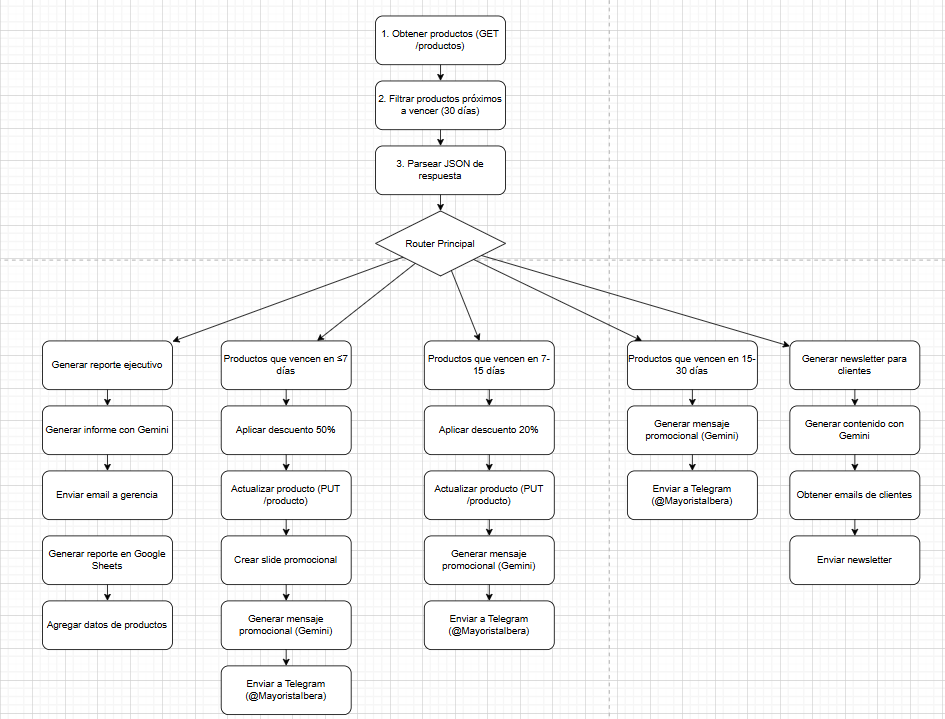 1. Obtener productos (GET
/productos)
2. Filtrar productos próximos
a vencer (30 días)
3. Parsear JSON de
respuesta
Router Principal
Generar reporte ejecutivo
Generar informe con Gemini
Enviar email a gerencia
Generar reporte en Google
Sheets
Agregar datos de productos
Productos que vencen en ≤7
días
Aplicar descuento 50%
Actualizar producto (PUT
/producto)
Crear slide promocional
Generar mensaje
promocional (Gemini)
Enviar a Telegram
(@MayoristaIbera)
Productos que vencen en 7-
15 días
Aplicar descuento 20%
Actualizar producto (PUT
/producto)
Generar mensaje
promocional (Gemini)
Enviar a Telegram
(@MayoristaIbera)
Productos que vencen en 15-
30 días
Generar mensaje
promocional (Gemini)
Enviar a Telegram
(@MayoristaIbera)
Generar newsletter para
clientes
Generar contenido con
Gemini
Obtener emails de clientes
Enviar newsletter